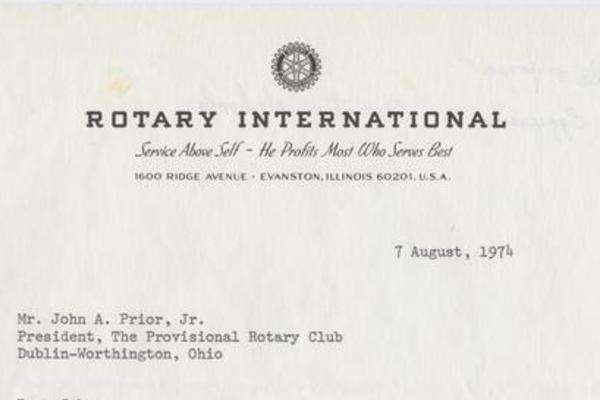 ROTARY INTERNATIONAL
Service Above Self - He Profits Most Who Serves Best
1600 RIDGE AVENUE · EVANSTON, ILLINOIS 60201, U.S.A.
7 August, 1974
Mr. John A. Prior, Jr.
President, The Provisional Rotary Club
Dublin-Worthington, Ohio